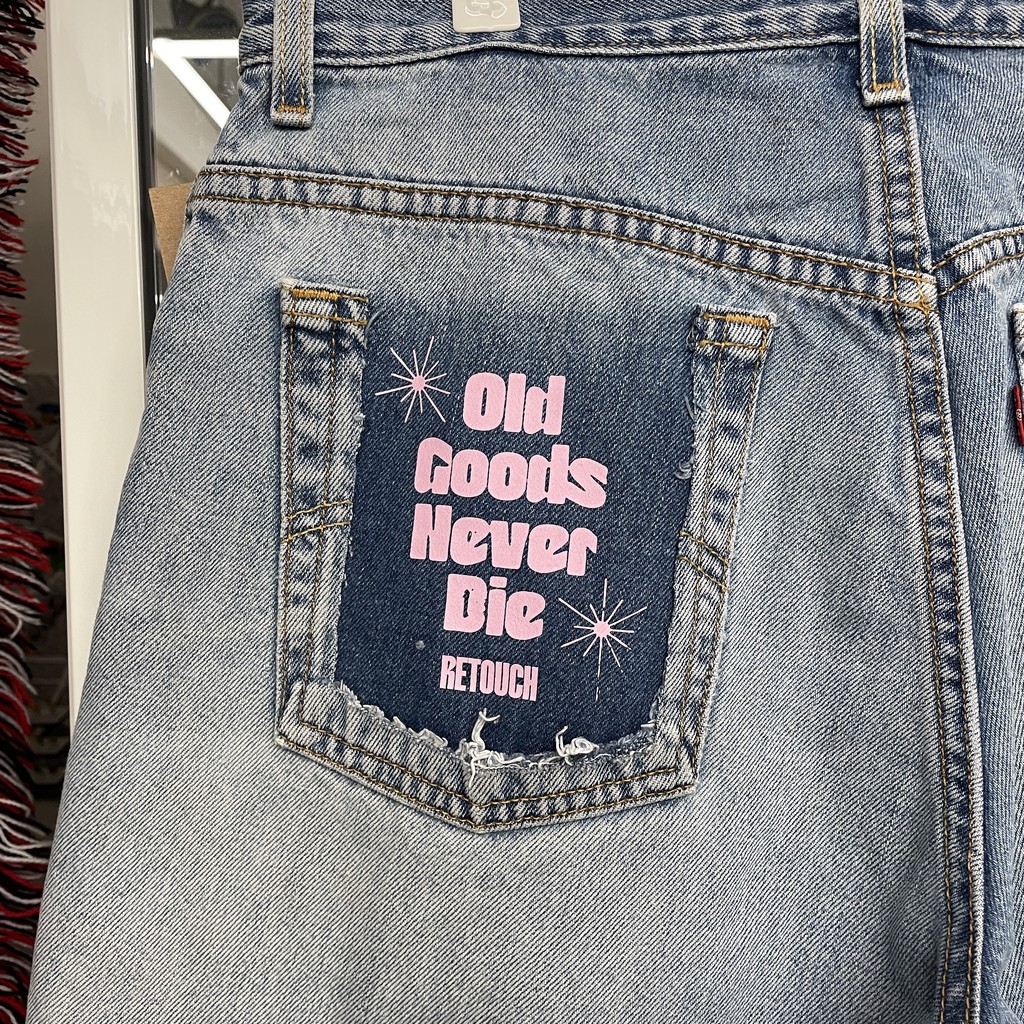 Old
Goods
Never
Die
RETOUCH